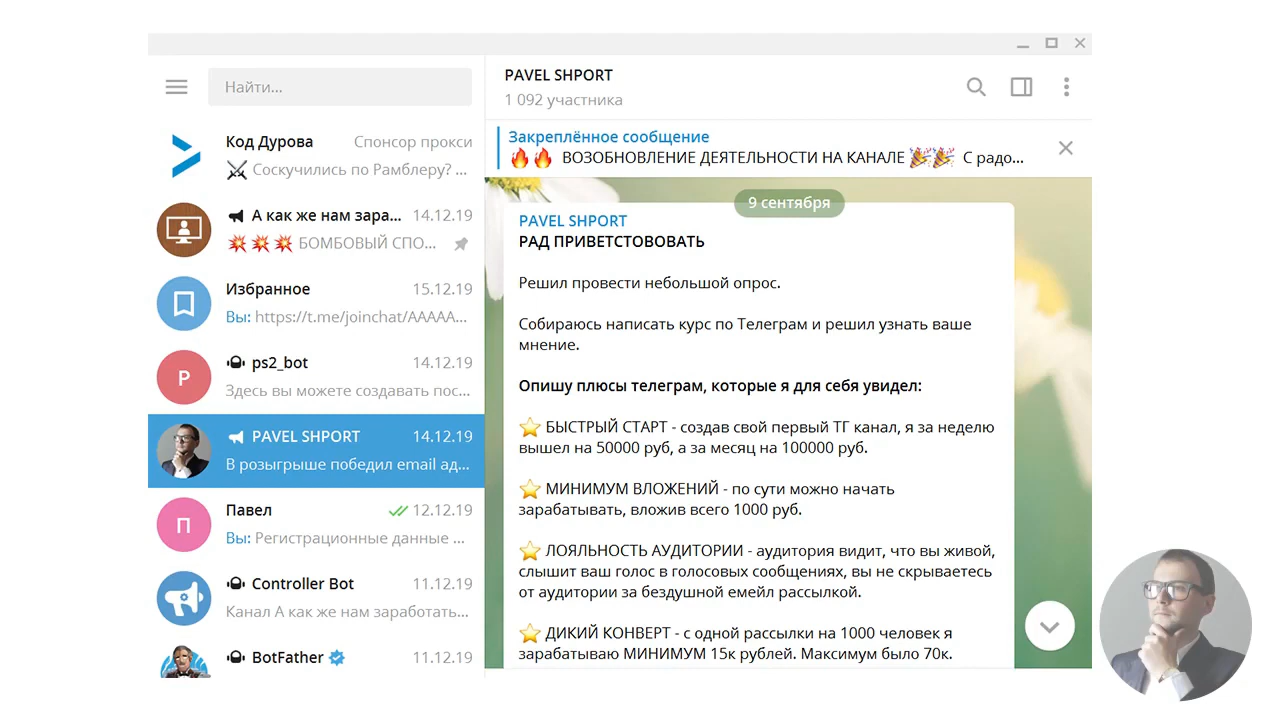 Найти...
Код Дурова Спонсор прокси
Соскучились по Рамблеру? ...
А как же нам зара... 14.12.19
БОМБОВЫЙ СПО...
Избранное 15.12.19
Вы: https://t.me/joinchat/AAAAA...
P
ps2_bot 14.12.19
Здесь вы можете создавать пос...
PAVEL SHPORT 14.12.19
В розыгрыше победил email ад...
П
Павел 12.12.19
Вы: Регистрационные данные ...
Controller Bot 11.12.19
Канал А как же нам заработать...
BotFather 11.12.19
PAVEL SHPORT
1 092 участника
Закреплённое сообщение
ВОЗОБНОВЛЕНИЕ ДЕЯТЕЛЬНОСТИ НА КАНАЛЕ С радо...
9 сентября
PAVEL SHPORT
РАД ПРИВЕТСТВОВАТЬ
Решил провести небольшой опрос.
Собираюсь написать курс по Телеграм и решил узнать ваше
мнение.
Опишу плюсы телеграм, которые я для себя увидел:
БЫСТРЫЙ СТАРТ - создав свой первый ТГ канал, я за неделю
вышел на 50000 руб, а за месяц на 100000 руб.
МИНИМУМ ВЛОЖЕНИЙ - по сути можно начать
зарабатывать, вложив всего 1000 руб.
ЛОЯЛЬНОСТЬ АУДИТОРИИ - аудитория видит, что вы живой,
слышит ваш голос в голосовых сообщениях, вы не скрываетесь
от аудитории за бездушной емейл рассылкой.
ДИКИЙ КОНВЕРТ - с одной рассылки на 1000 человек я
зарабатываю МИНИМУМ 15к рублей. Максимум было 70к.